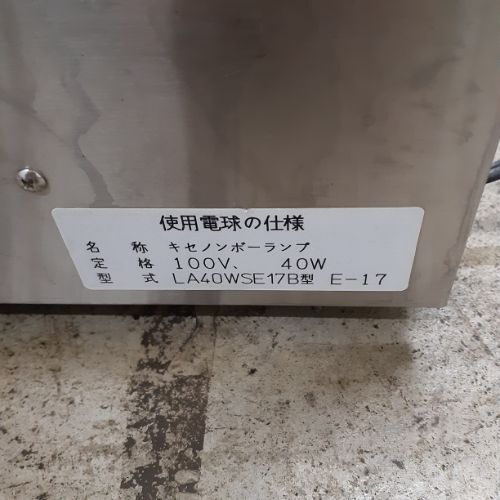 使用電球の仕様
名 称 キセノンボーランプ
定 格 100V、 40W
型 式 LA40WSE17B型 E-17